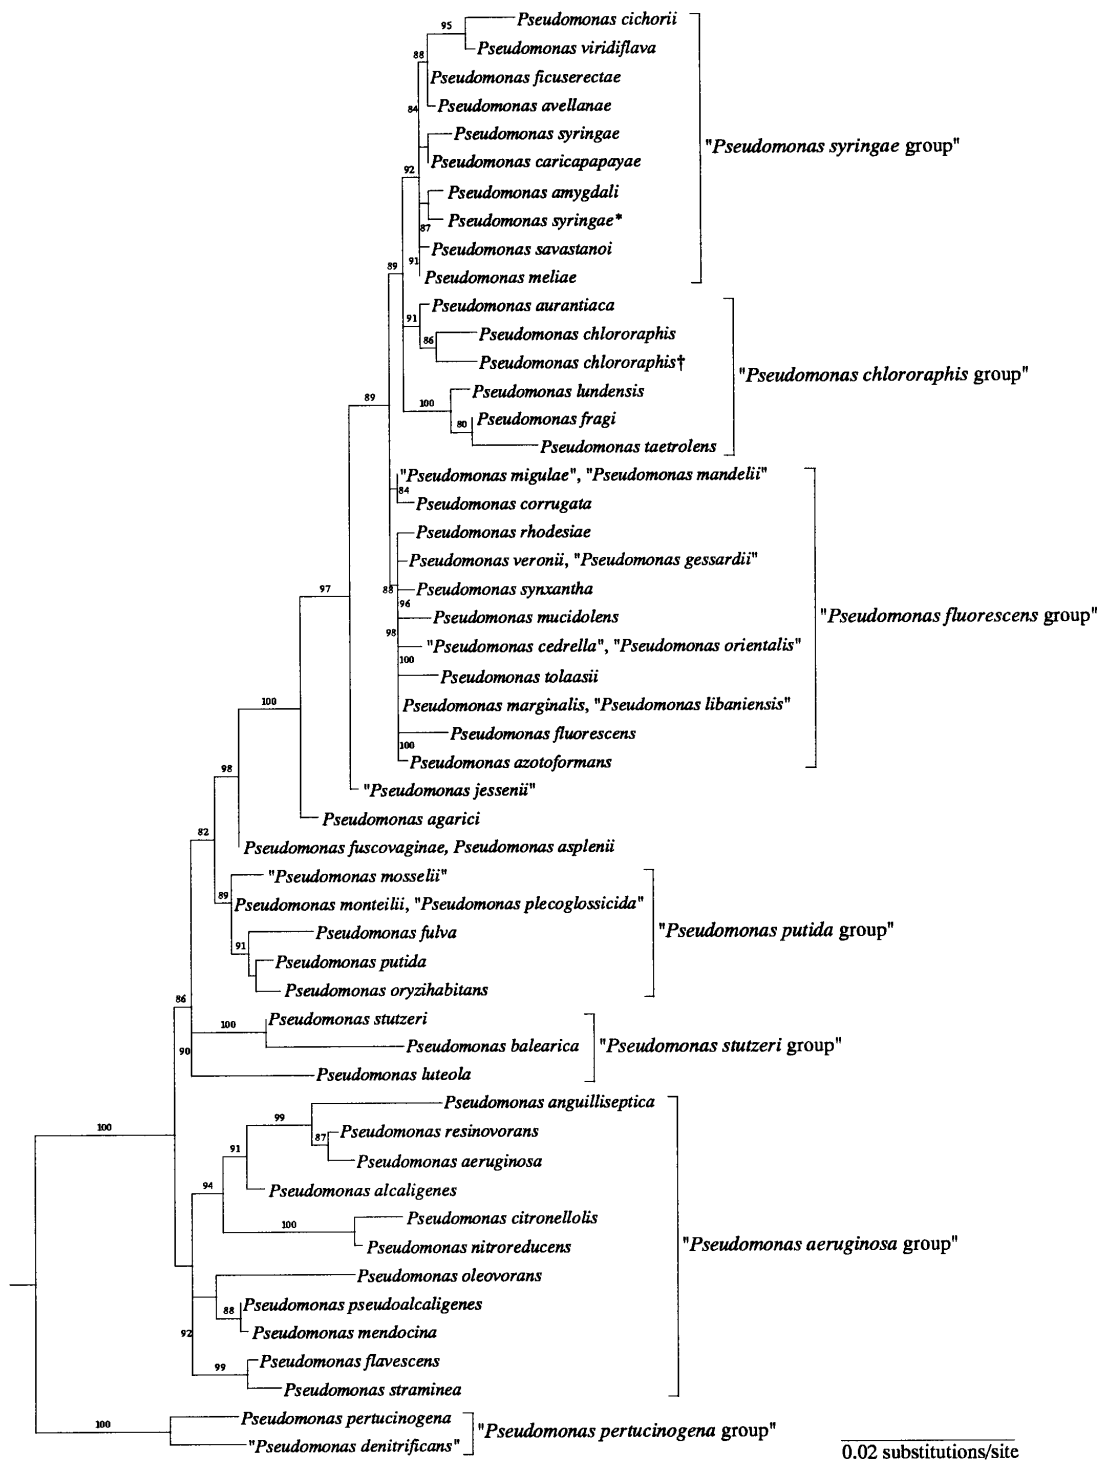 95
Pseudomonas cichorii
Pseudomonas viridiflava
88
Pseudomonas ficuserectae
Pseudomonas avellanae
84
Pseudomonas syringae
Pseudomonas caricapapayae
"Pseudomonas syringae group"
92
Pseudomonas amygdali
Pseudomonas syringae*
87
Pseudomonas savastanoi
91
Pseudomonas meliae
89
Pseudomonas aurantiaca
91
Pseudomonas chlororaphis
86
Pseudomonas chlororaphis†
"Pseudomonas chlororaphis group"
Pseudomonas lundensis
100
Pseudomonas fragi
80
Pseudomonas taetrolens
89
"Pseudomonas migulae", "Pseudomonas mandelii"
84
Pseudomonas corrugata
Pseudomonas rhodesiae
Pseudomonas veronii, "Pseudomonas gessardii"
88
Pseudomonas synxantha
96
Pseudomonas mucidolens
"Pseudomonas fluorescens group"
98
"Pseudomonas cedrella", "Pseudomonas orientalis"
100
Pseudomonas tolaasii
Pseudomonas marginalis, "Pseudomonas libaniensis"
Pseudomonas fluorescens
100
Pseudomonas azotoformans
97
"Pseudomonas jessenii"
100
Pseudomonas agarici
98
Pseudomonas fuscovaginae, Pseudomonas asplenii
82
"Pseudomonas mosselii"
89
Pseudomonas monteilii, "Pseudomonas plecoglossicida"
Pseudomonas fulva
"Pseudomonas putida group"
91
Pseudomonas putida
Pseudomonas oryzihabitans
86
Pseudomonas stutzeri
100
Pseudomonas balearica
"Pseudomonas stutzeri group"
90
Pseudomonas luteola
Pseudomonas anguilliseptica
99
Pseudomonas resinovorans
87
100
Pseudomonas aeruginosa
91
Pseudomonas alcaligenes
94
Pseudomonas citronellolis
100
Pseudomonas nitroreducens
"Pseudomonas aeruginosa group"
Pseudomonas oleovorans
Pseudomonas pseudoalcaligenes
88
Pseudomonas mendocina
92
Pseudomonas flavescens
99
Pseudomonas straminea
Pseudomonas pertucinogena
100
"Pseudomonas pertucinogena group"
"Pseudomonas denitrificans"
0.02 substitutions/site